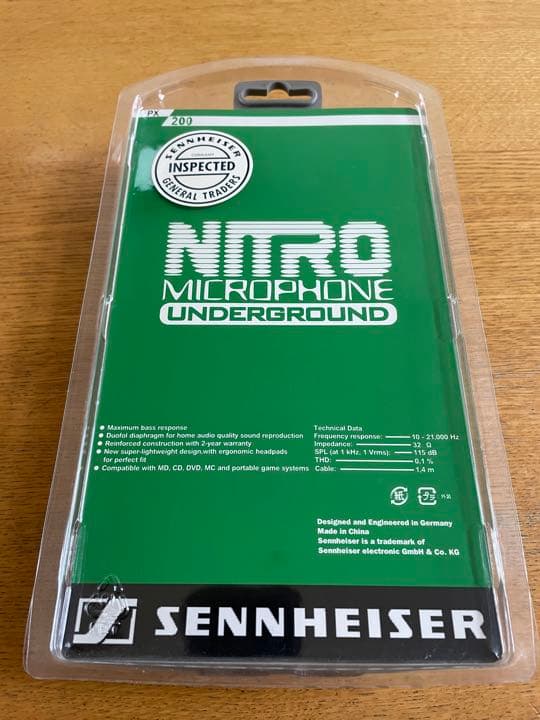 PX
200
SENNHEISER
GERMANY
INSPECTED
GENERAL TRADERS
NITRO
MICROPHONE
UNDERGROUND
● Maximum bass response
● Duofol diaphragm for home audio quality sound reproduction
● Reinforced construction with 2-year warranty
● New super-lightweight design,with ergonomic headpads
for perfect fit
● Compatible with MD, CD, DVD, MC and portable game systems
Technical Data
Frequency response: 10 - 21,000 Hz
Impedance: 32 Ω
SPL (at 1 kHz, 1 Vrms): 115 dB
THD: 0.1 %
Cable: 1.4 m
紙
プラ
Designed and Engineered in Germany
Made in China
Sennheiser is a trademark of
Sennheiser electronic GmbH & Co. KG
SENNHEISER